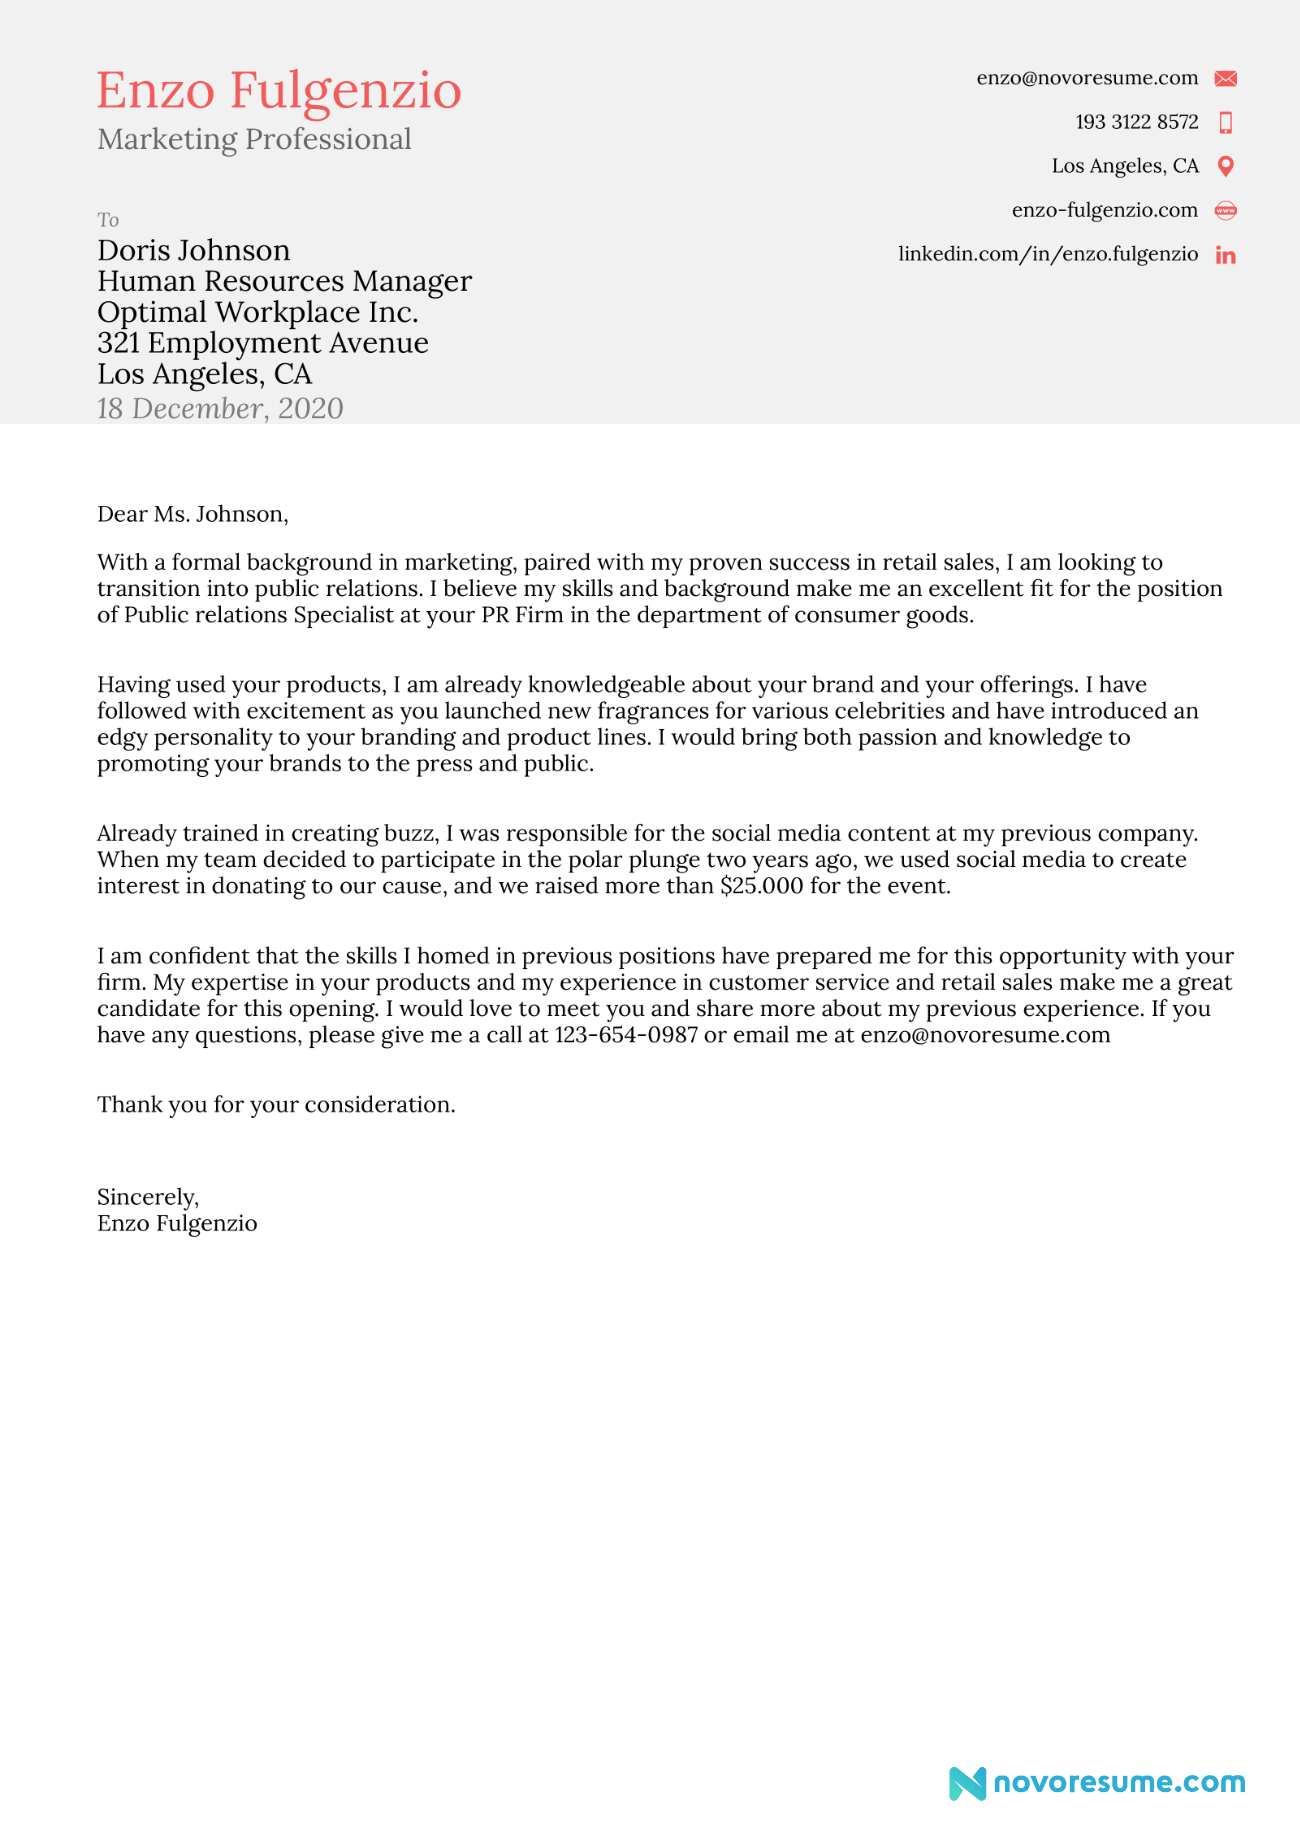 Enzo Fulgenzio
Marketing Professional
enzo@novoresume.com
193 3122 8572
Los Angeles, CA
enzo-fulgenzio.com
www
linkedin.com/in/enzo.fulgenzio
in
To
Doris Johnson
Human Resources Manager
Optimal Workplace Inc.
321 Employment Avenue
Los Angeles, CA
18 December, 2020
Dear Ms. Johnson,
With a formal background in marketing, paired with my proven success in retail sales, I am looking to
transition into public relations. I believe my skills and background make me an excellent fit for the position
of Public relations Specialist at your PR Firm in the department of consumer goods.
Having used your products, I am already knowledgeable about your brand and your offerings. I have
followed with excitement as you launched new fragrances for various celebrities and have introduced an
edgy personality to your branding and product lines. I would bring both passion and knowledge to
promoting your brands to the press and public.
Already trained in creating buzz, I was responsible for the social media content at my previous company.
When my team decided to participate in the polar plunge two years ago, we used social media to create
interest in donating to our cause, and we raised more than $25.000 for the event.
I am confident that the skills I homed in previous positions have prepared me for this opportunity with your
firm. My expertise in your products and my experience in customer service and retail sales make me a great
candidate for this opening. I would love to meet you and share more about my previous experience. If you
have any questions, please give me a call at 123-654-0987 or email me at enzo@novoresume.com
Thank you for your consideration.
Sincerely,
Enzo Fulgenzio
novoresume.com